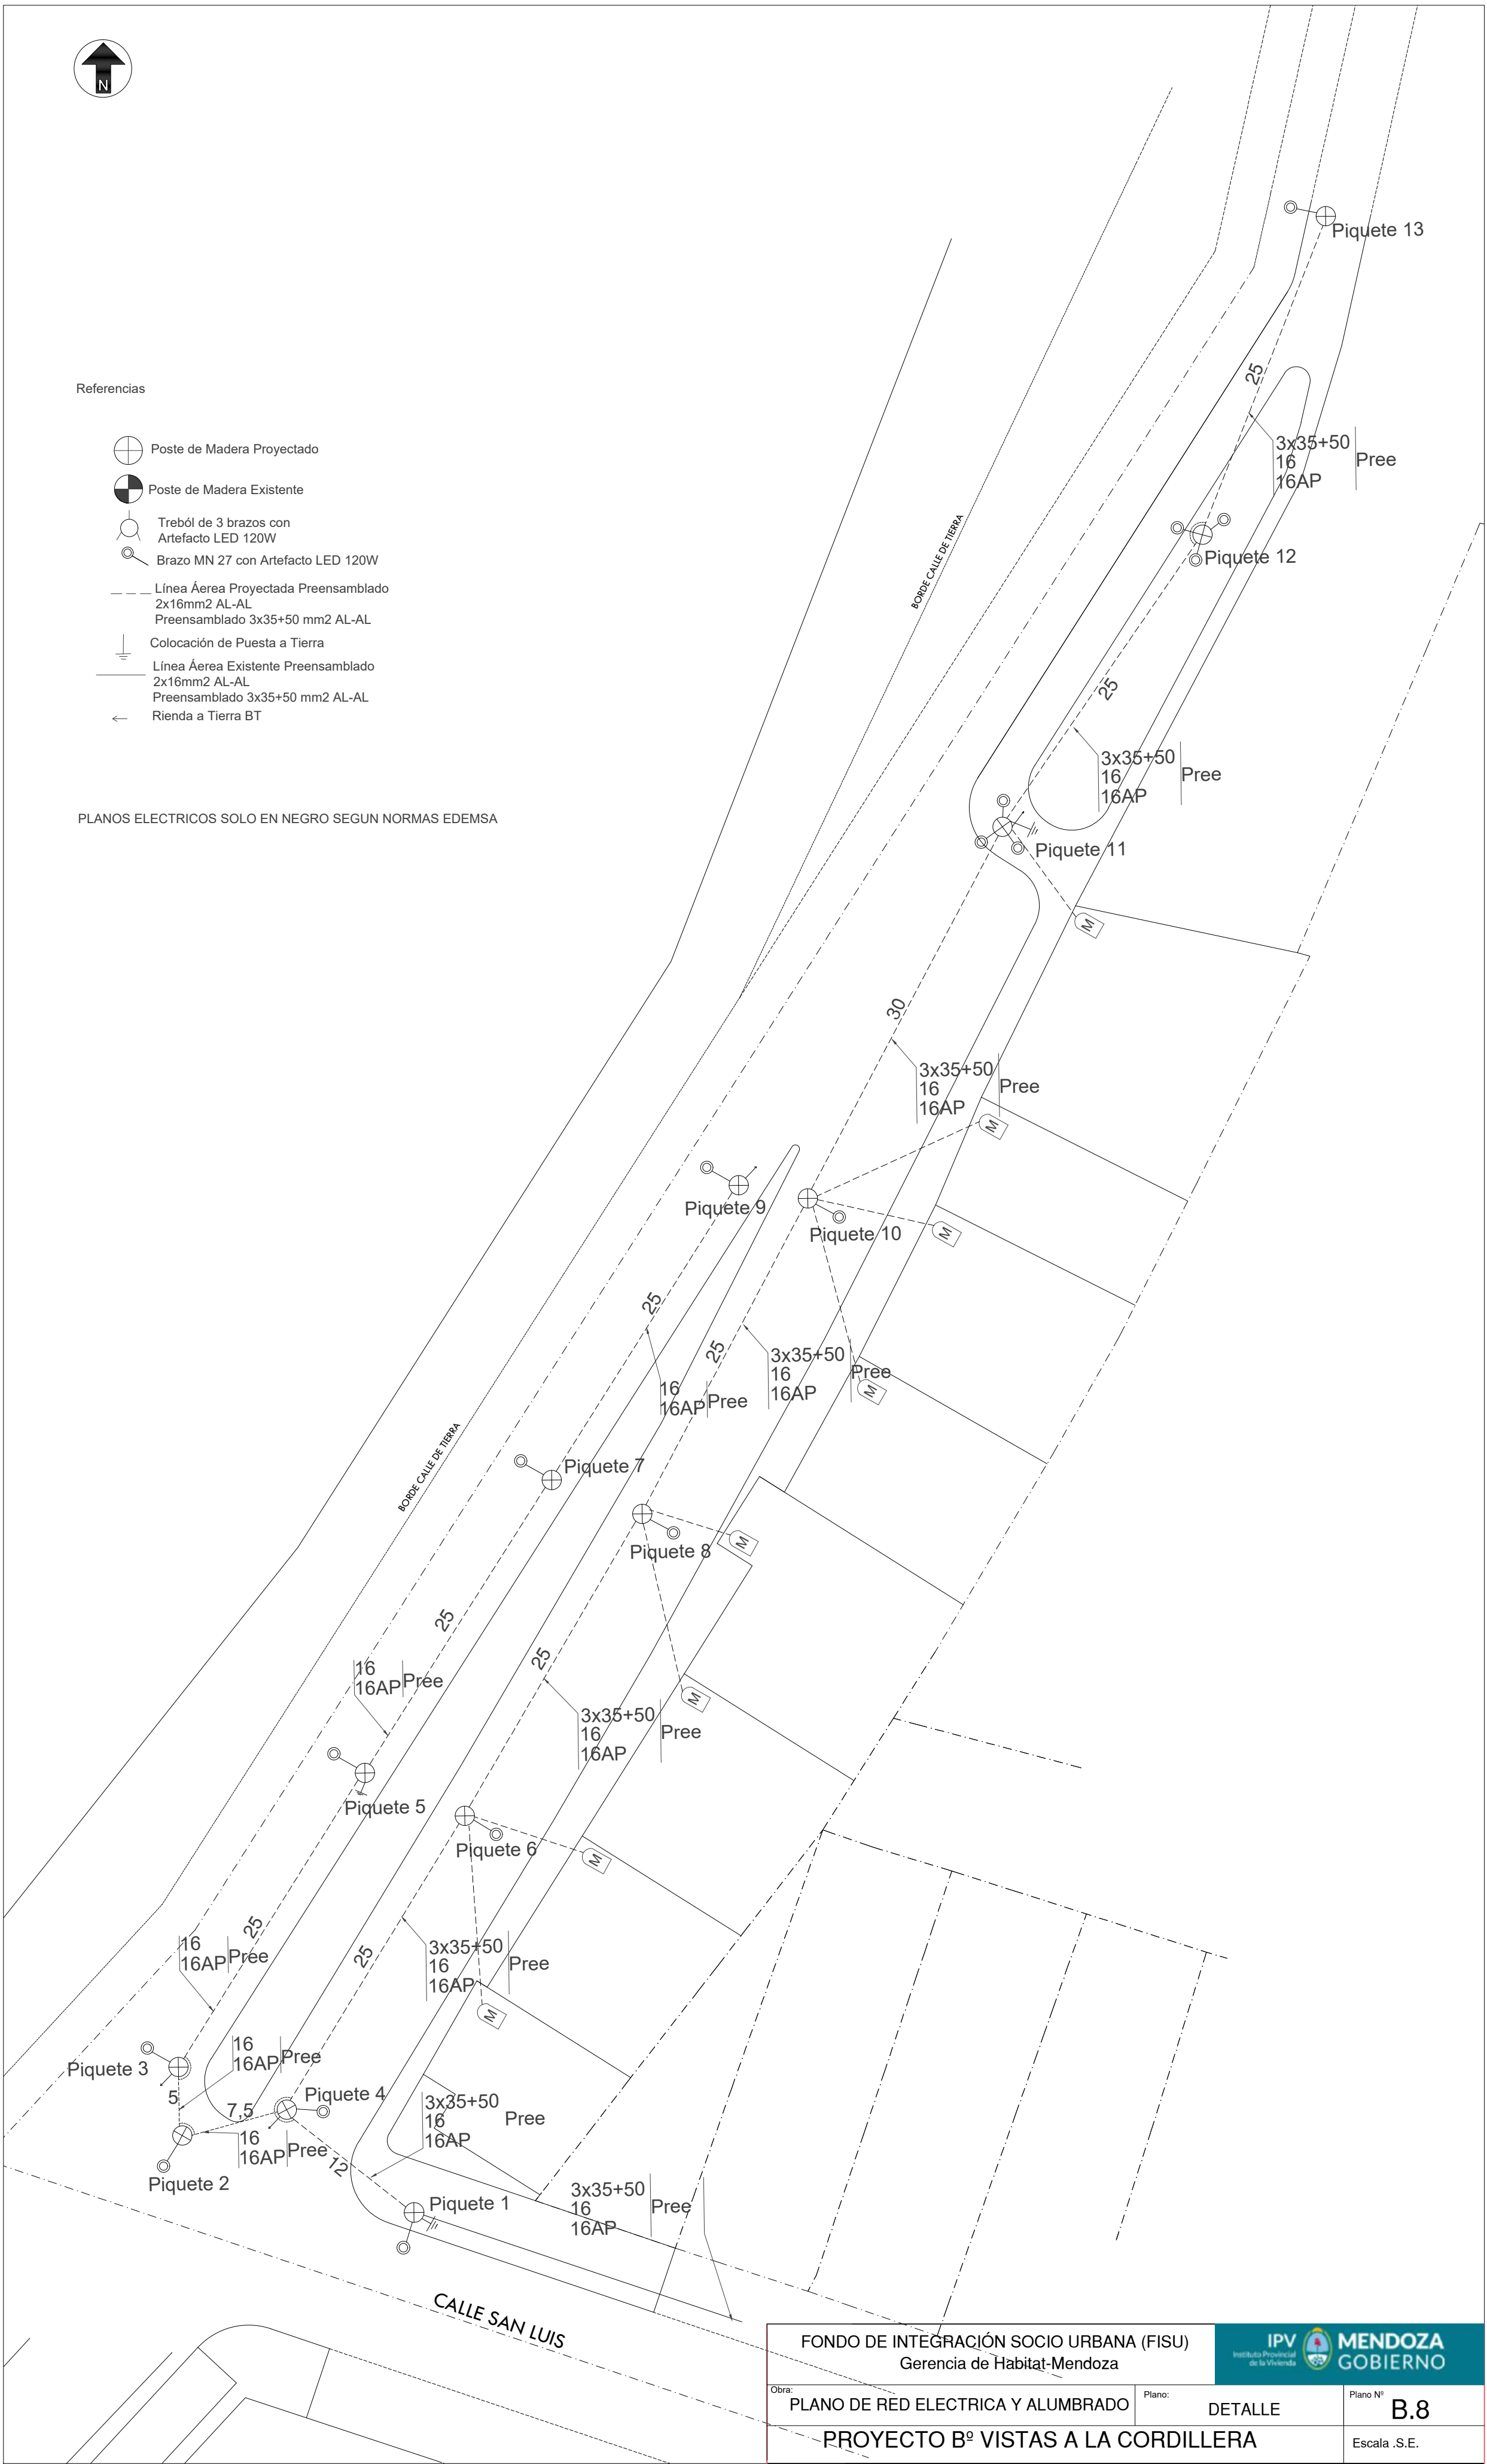 N
Referencias
Poste de Madera Proyectado
Poste de Madera Existente
Treból de 3 brazos con
Artefacto LED 120W
Brazo MN 27 con Artefacto LED 120W
Línea Áerea Proyectada Preensamblado
2x16mm2 AL-AL
Preensamblado 3x35+50 mm2 AL-AL
Colocación de Puesta a Tierra
Línea Áerea Existente Preensamblado
2x16mm2 AL-AL
Preensamblado 3x35+50 mm2 AL-AL
Rienda a Tierra BT
PLANOS ELECTRICOS SOLO EN NEGRO SEGUN NORMAS EDEMSA
Piquete 13
25
3x35+50
16
16AP
Pree
BORDE CALLE DE TIERRA
Piquete 12
25
3x35+50
16
16AP
Pree
Piquete 11
M
30
3x35+50
16
16AP
Pree
M
Piquete 9
Piquete 10
M
25
25
3x35+50
16
16AP
Pree
M
16
16AP
Pree
BORDE CALLE DE TIERRA
Piquete 7
Piquete 8
M
25
25
16
16AP
Pree
M
3x35+50
16
16AP
Pree
Piquete 5
Piquete 6
M
25
16
16AP
Pree
25
3x35+50
16
16AP
Pree
M
Piquete 3
16
16AP
Pree
5
7,5
Piquete 4
16
16AP
Pree
3x35+50
16
16AP
Pree
12
Piquete 2
Piquete 1
3x35+50
16
16AP
Pree
CALLE SAN LUIS
FONDO DE INTEGRACIÓN SOCIO URBANA (FISU)
Gerencia de Habitat-Mendoza
IPV
Instituto Provincial
de la Vivienda
MENDOZA
GOBIERNO
Obra:
PLANO DE RED ELECTRICA Y ALUMBRADO
Plano:
DETALLE
Plano Nº
B.8
PROYECTO Bº VISTAS A LA CORDILLERA
Escala .S.E.